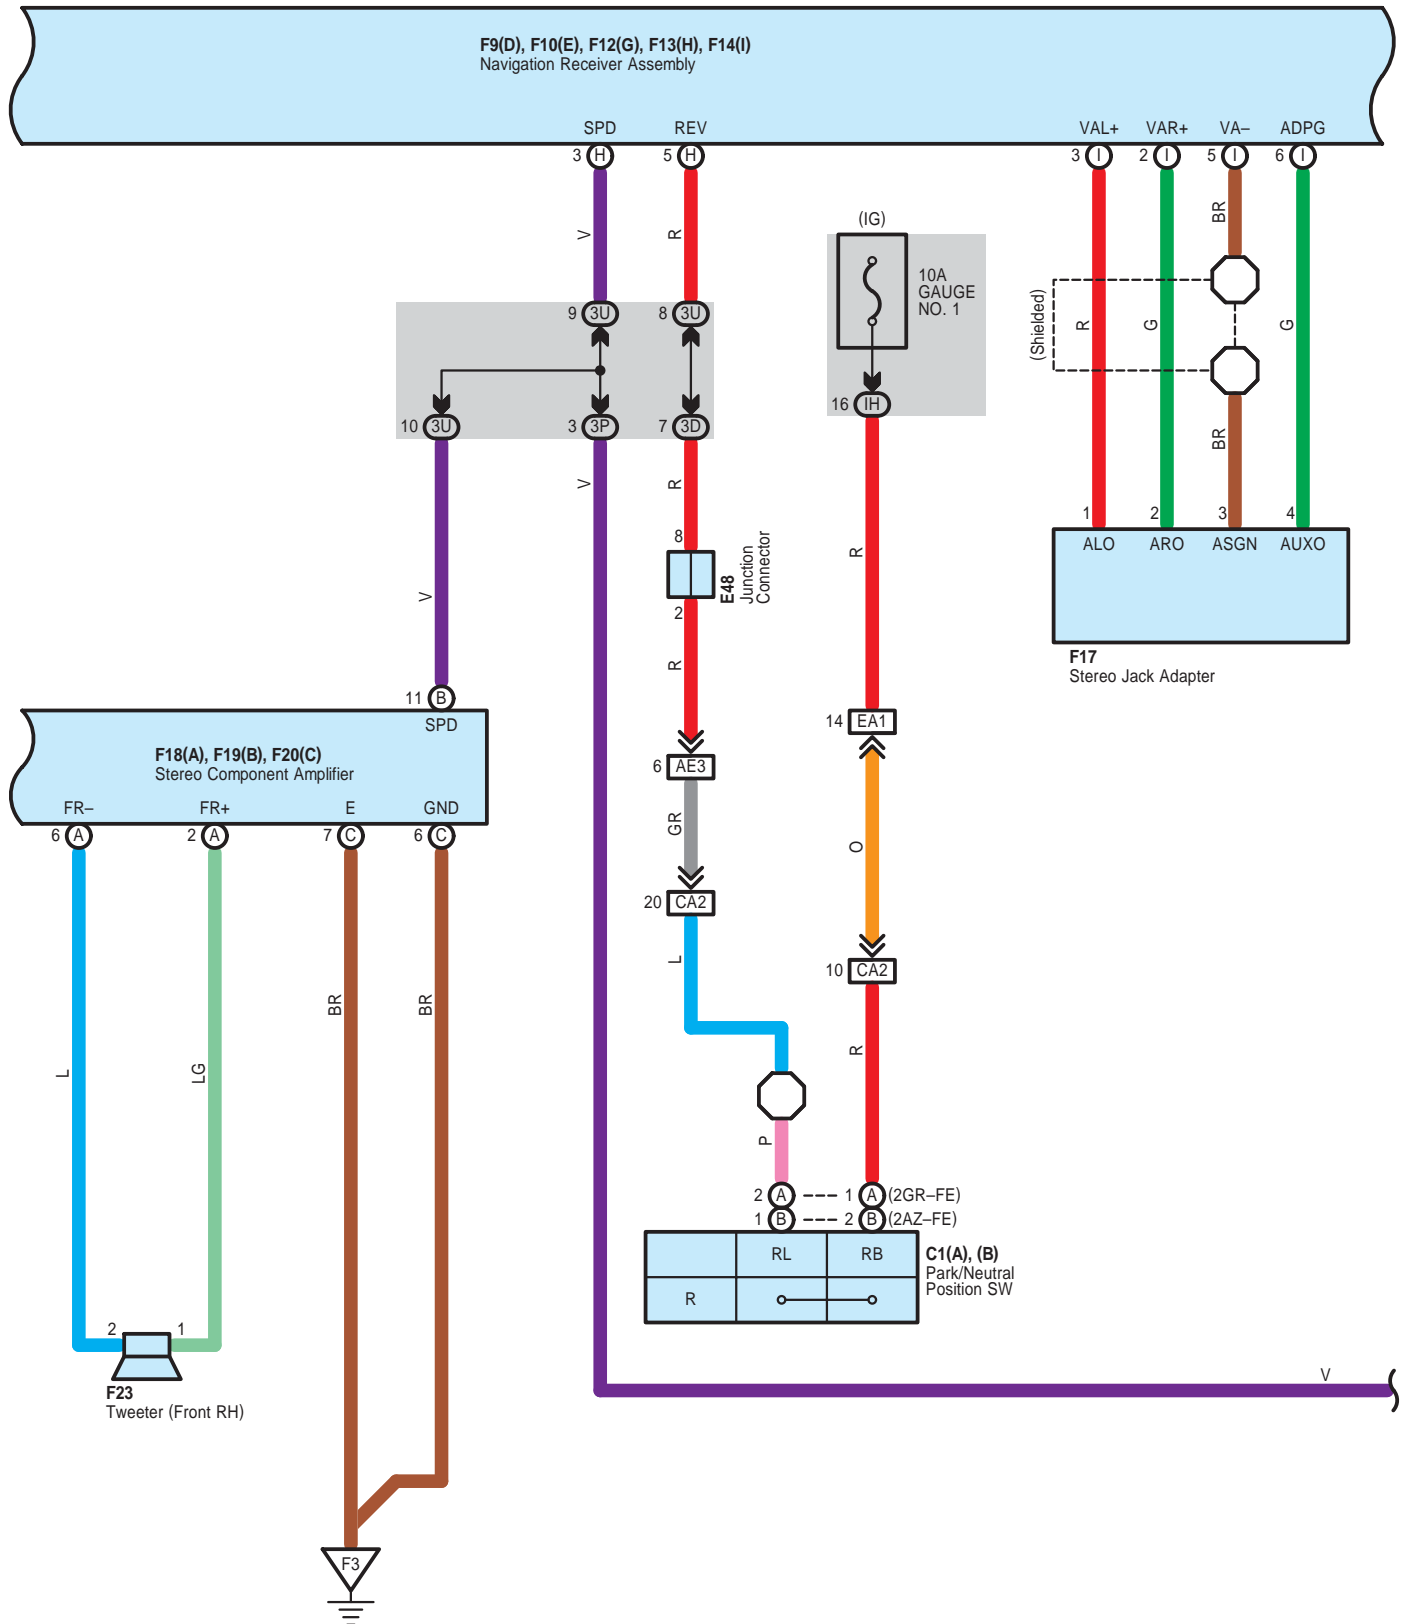 F9(D), F10(E), F12(G), F13(H), F14(I)
Navigation Receiver Assembly
SPD REV VAL+ VAR+ VA– ADPG
3 H 5 H 3 I 2 I 5 I 6 I
(IG)
V R BR
10A
GAUGE
NO. 1
(Shielded)
R G G
9 3U 8 3U
16 IH
10 3U 3 3P 7 3D
BR
V R
1 2 3 4
ALO ARO ASGN AUXO
8
R
E48
Junction
Connector
V
2
R
F17
Stereo Jack Adapter
11 B
SPD
14 EA1
F18(A), F19(B), F20(C)
Stereo Component Amplifier
6 AE3
FR– FR+ E GND
6 A 2 A 7 C 6 C
GR
O
20 CA2
L
10 CA2
BR BR
R
L LG
P
2 A 1 A (2GR–FE)
1 B 2 B (2AZ–FE)
RL RB
C1(A), (B)
Park/Neutral
Position SW
R
2 1
F23
Tweeter (Front RH)
V
F3